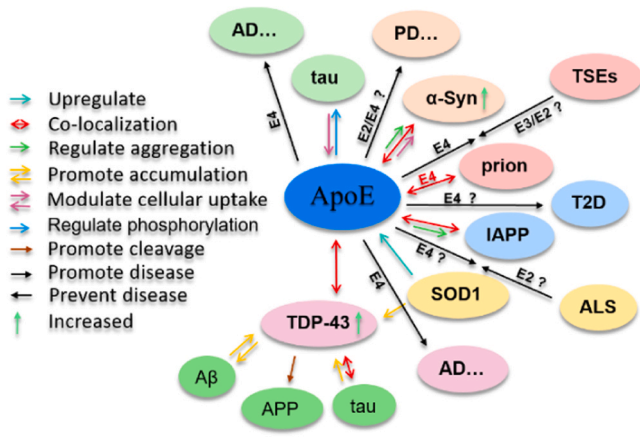 AD...
PD...
tau
α-Syn
TSEs
Upregulate
Co-localization
Regulate aggregation
Promote accumulation
Modulate cellular uptake
Regulate phosphorylation
Promote cleavage
Promote disease
Prevent disease
Increased
E4
E2/E4 ?
E4
E3/E2 ?
ApoE
E4
prion
E4 ?
T2D
IAPP
E4 ?
E2 ?
E4
SOD1
ALS
TDP-43
AD...
Aβ
APP
tau